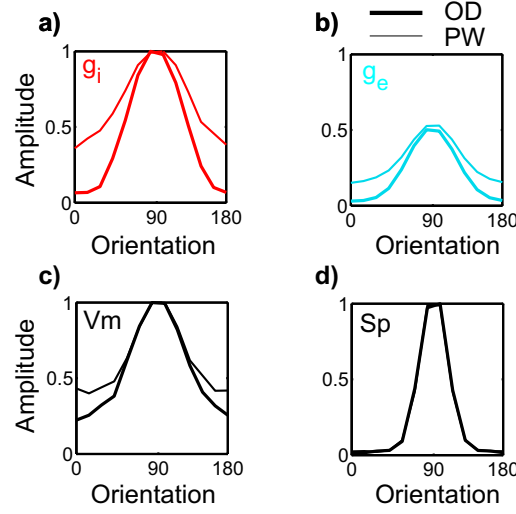 OD
PW
a)
g_i
1
0.5
0
0
90
180
Amplitude
Orientation
b)
g_e
1
0.5
0
0
90
180
Orientation
c)
Vm
1
0.5
0
0
90
180
Amplitude
Orientation
d)
Sp
1
0.5
0
0
90
180
Orientation